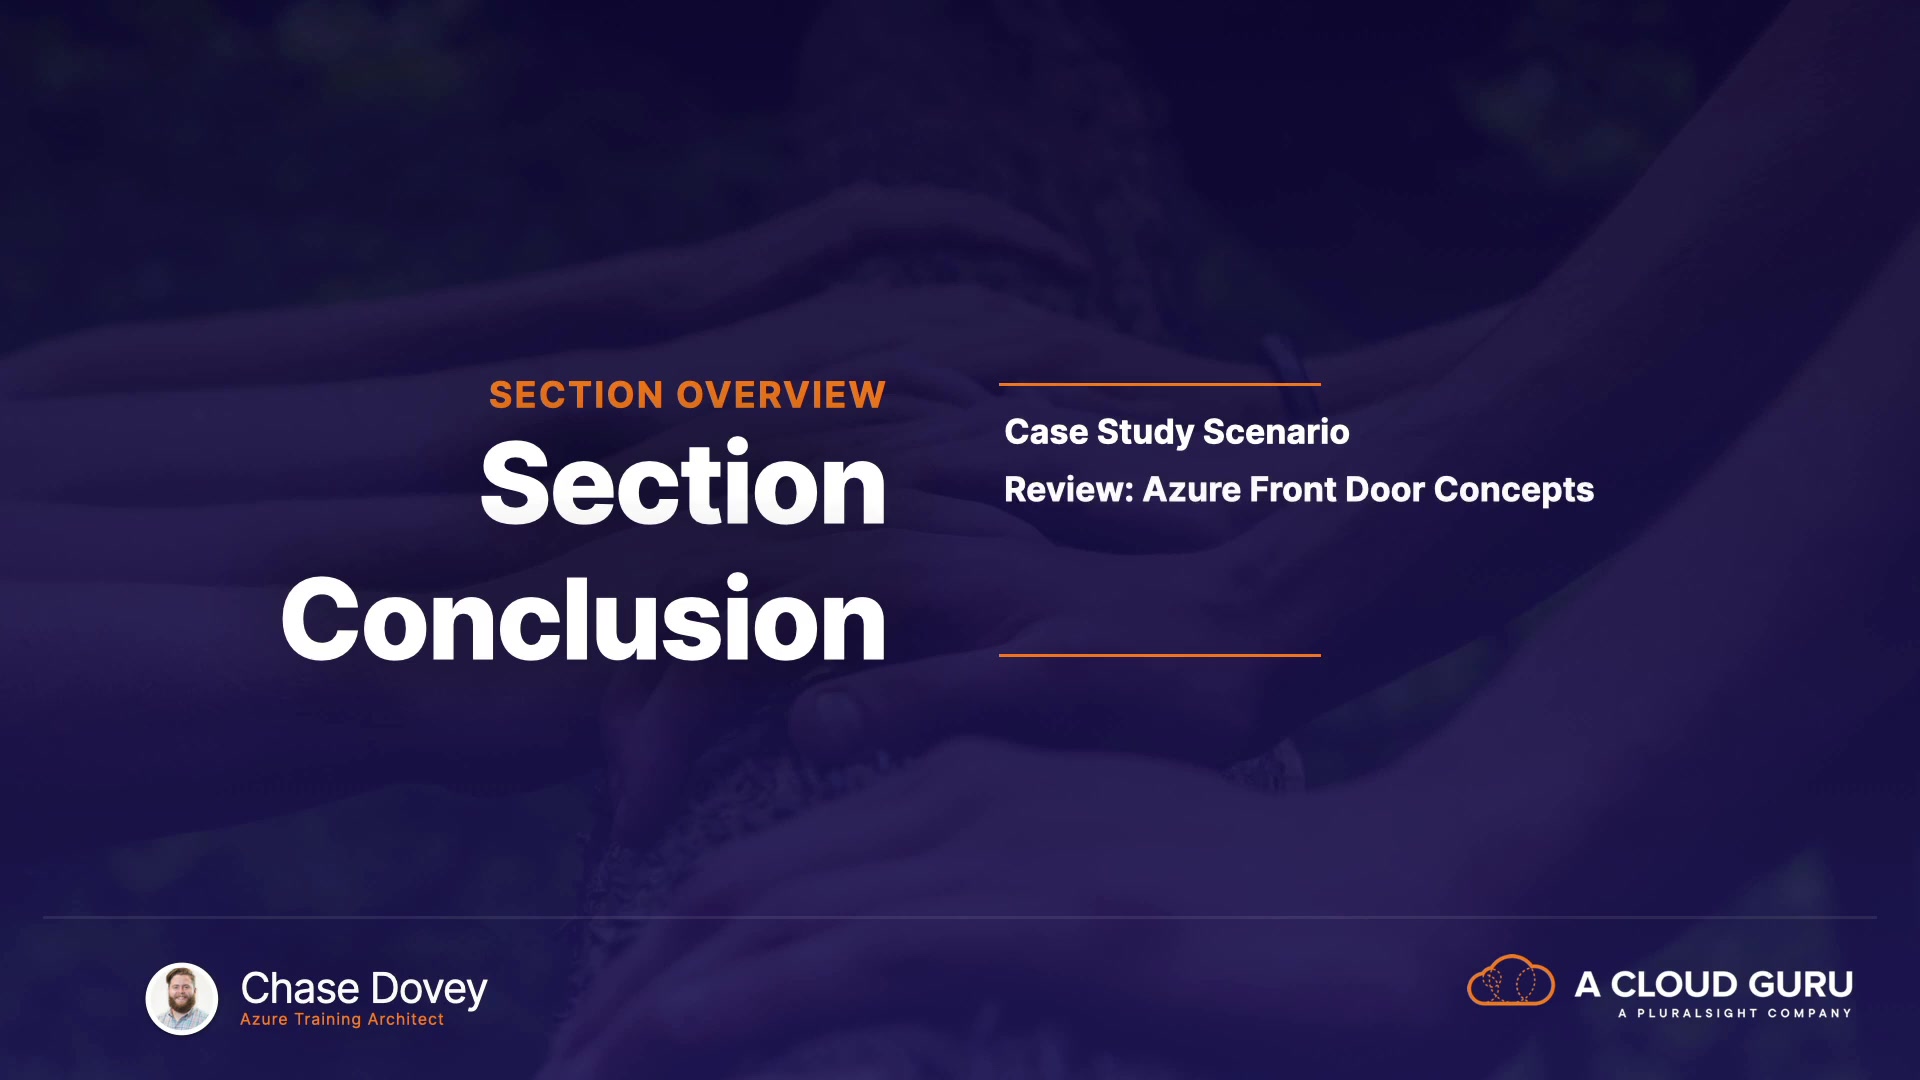 SECTION OVERVIEW
Section
Conclusion
Case Study Scenario
Review: Azure Front Door Concepts
Chase Dovey
Azure Training Architect
A CLOUD GURU
A PLURALSIGHT COMPANY